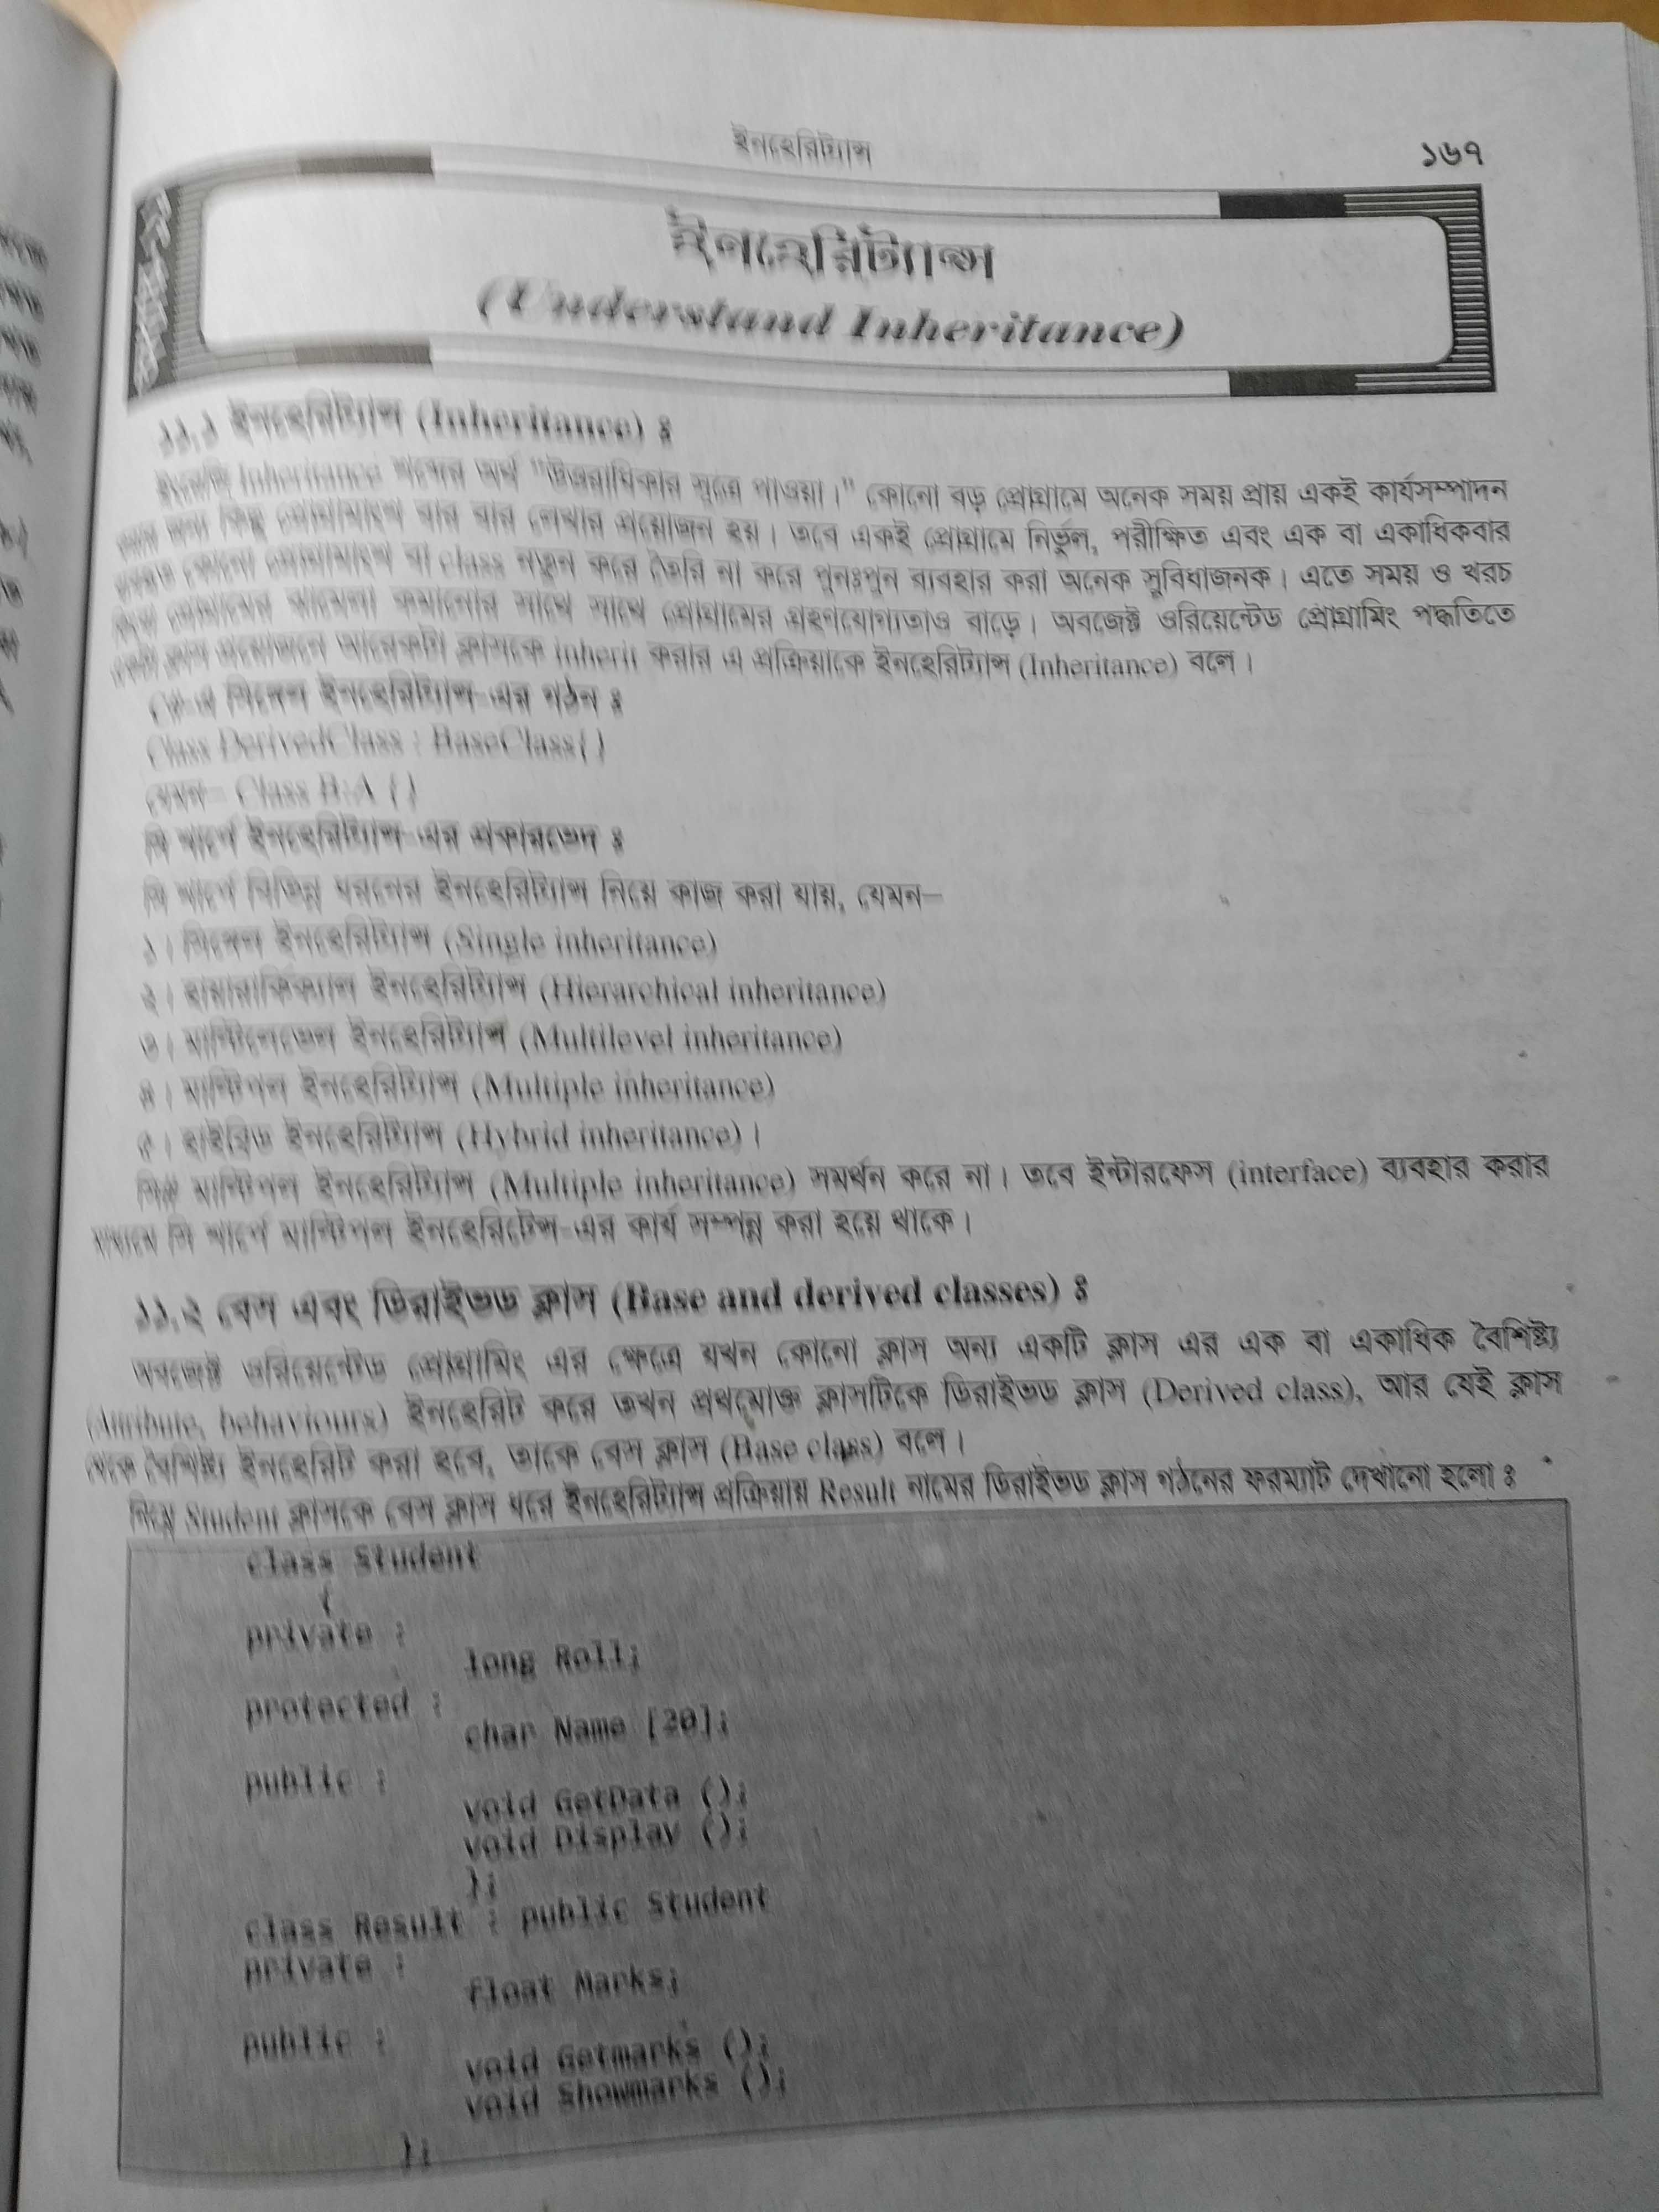 ইনহেরিট্যান্স
১৬৭
ইনহেরিট্যান্স
(Understand Inheritance)
১১.১ ইনহেরিট্যান্স (Inheritance) ঃ
ইংরেজি Inheritance শব্দের অর্থ "উত্তরাধিকার সূত্রে পাওয়া।" কোনো বড় প্রোগ্রামে অনেক সময় প্রায় একই কার্যসম্পাদন
করার জন্য কিছু প্রোগ্রামাংশ বার বার লেখার প্রয়োজন হয়। তবে একই প্রোগ্রামে নির্ভুল, পরীক্ষিত এবং এক বা একাধিকবার
কোনো প্রোগ্রামাংশ বা class নতুন করে তৈরি না করে পুনঃপুন ব্যবহার করা অনেক সুবিধাজনক। এতে সময় ও খরচ
প্রোগ্রামের ঝামেলা কমানোর সাথে সাথে প্রোগ্রামের গ্রহণযোগ্যতাও বাড়ে। অবজেক্ট ওরিয়েন্টেড প্রোগ্রামিং পদ্ধতিতে
একটা ক্লাস প্রয়োজনে আরেকটা ক্লাসকে inherit করার এ প্রক্রিয়াকে ইনহেরিট্যান্স (Inheritance) বলে।
সিঙ্গেল ইনহেরিট্যান্স-এর গঠন ঃ
Class DerivedClass : BaseClass{}
যেমন– Class B:A {}
সি শার্পে ইনহেরিট্যান্স-এর প্রকারভেদ ঃ
সি শার্পে বিভিন্ন ধরনের ইনহেরিট্যান্স নিয়ে কাজ করা যায়, যেমন–
১। সিঙ্গেল ইনহেরিট্যান্স (Single inheritance)
২। হায়ারার্কিক্যাল ইনহেরিট্যান্স (Hierarchical inheritance)
৩। মাল্টিলেভেল ইনহেরিট্যান্স (Multilevel inheritance)
৪। মাল্টিপল ইনহেরিট্যান্স (Multiple inheritance)
৫। হাইব্রিড ইনহেরিট্যান্স (Hybrid inheritance)।
মাল্টিপল ইনহেরিট্যান্স (Multiple inheritance) সমর্থন করে না। তবে ইন্টারফেস (interface) ব্যবহার করার
মাধ্যমে সি শার্পে মাল্টিপল ইনহেরিটেন্স-এর কার্য সম্পন্ন করা হয়ে থাকে।
১১.২ বেস এবং ডিরাইভড ক্লাস (Base and derived classes) ঃ
অবজেক্ট ওরিয়েন্টেড প্রোগ্রামিং এর ক্ষেত্রে যখন কোনো ক্লাস অন্য একটি ক্লাস এর এক বা একাধিক বৈশিষ্ট্য
(Attribute, behaviours) ইনহেরিট করে তখন প্রথমোক্ত ক্লাসটিকে ডিরাইভড ক্লাস (Derived class), আর যেই ক্লাস
থেকে বৈশিষ্ট্য ইনহেরিট করা হবে, তাকে বেস ক্লাস (Base class) বলে।
নিম্নে Student ক্লাসকে বেস ক্লাস ধরে ইনহেরিট্যান্স প্রক্রিয়ায় Result নামের ডিরাইভড ক্লাস গঠনের ফরম্যাট দেখানো হলো ঃ
class Student
{
private :
long Roll;
protected :
char Name [20];
public :
void GetData ();
void Display ();
};
class Result : public Student
private :
float Marks;
public :
void Getmarks ();
void Showmarks ();
};